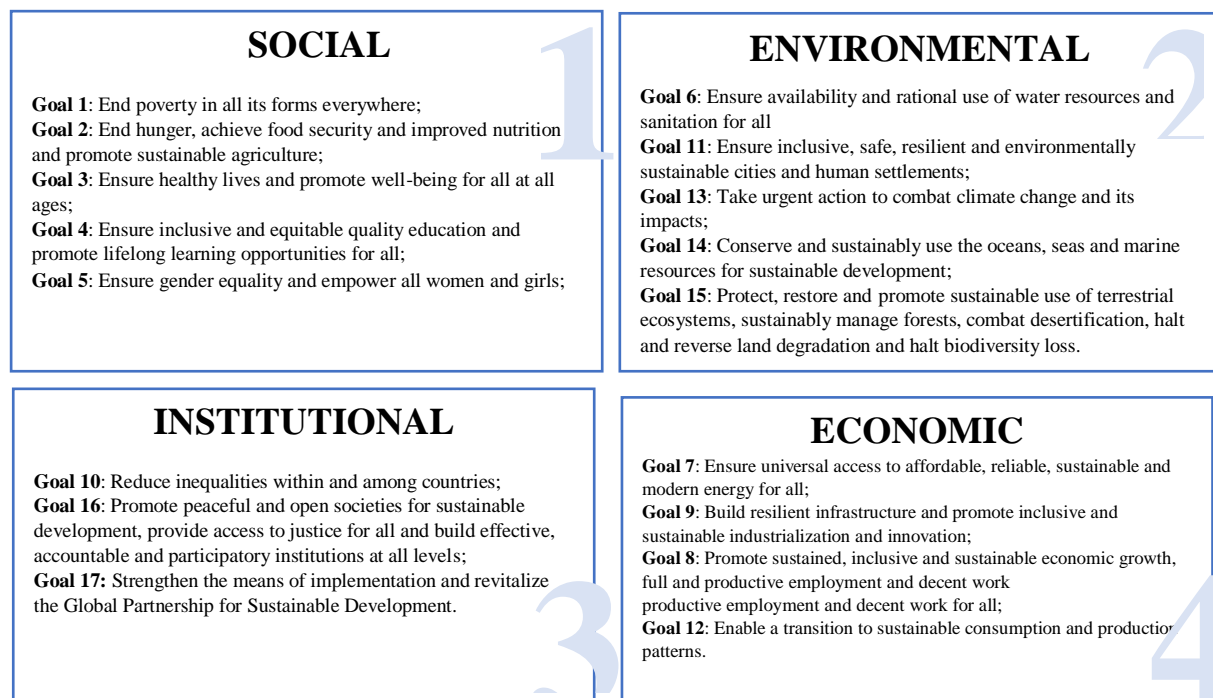 SOCIAL
1
Goal 1: End poverty in all its forms everywhere;
Goal 2: End hunger, achieve food security and improved nutrition
and promote sustainable agriculture;
Goal 3: Ensure healthy lives and promote well-being for all at all
ages;
Goal 4: Ensure inclusive and equitable quality education and
promote lifelong learning opportunities for all;
Goal 5: Ensure gender equality and empower all women and girls;
ENVIRONMENTAL
2
Goal 6: Ensure availability and rational use of water resources and
sanitation for all
Goal 11: Ensure inclusive, safe, resilient and environmentally
sustainable cities and human settlements;
Goal 13: Take urgent action to combat climate change and its
impacts;
Goal 14: Conserve and sustainably use the oceans, seas and marine
resources for sustainable development;
Goal 15: Protect, restore and promote sustainable use of terrestrial
ecosystems, sustainably manage forests, combat desertification, halt
and reverse land degradation and halt biodiversity loss.
INSTITUTIONAL
Goal 10: Reduce inequalities within and among countries;
Goal 16: Promote peaceful and open societies for sustainable
development, provide access to justice for all and build effective,
accountable and participatory institutions at all levels;
Goal 17: Strengthen the means of implementation and revitalize
the Global Partnership for Sustainable Development.
3
ECONOMIC
Goal 7: Ensure universal access to affordable, reliable, sustainable and
modern energy for all;
Goal 9: Build resilient infrastructure and promote inclusive and
sustainable industrialization and innovation;
Goal 8: Promote sustained, inclusive and sustainable economic growth,
full and productive employment and decent work
productive employment and decent work for all;
Goal 12: Enable a transition to sustainable consumption and production
patterns.
4